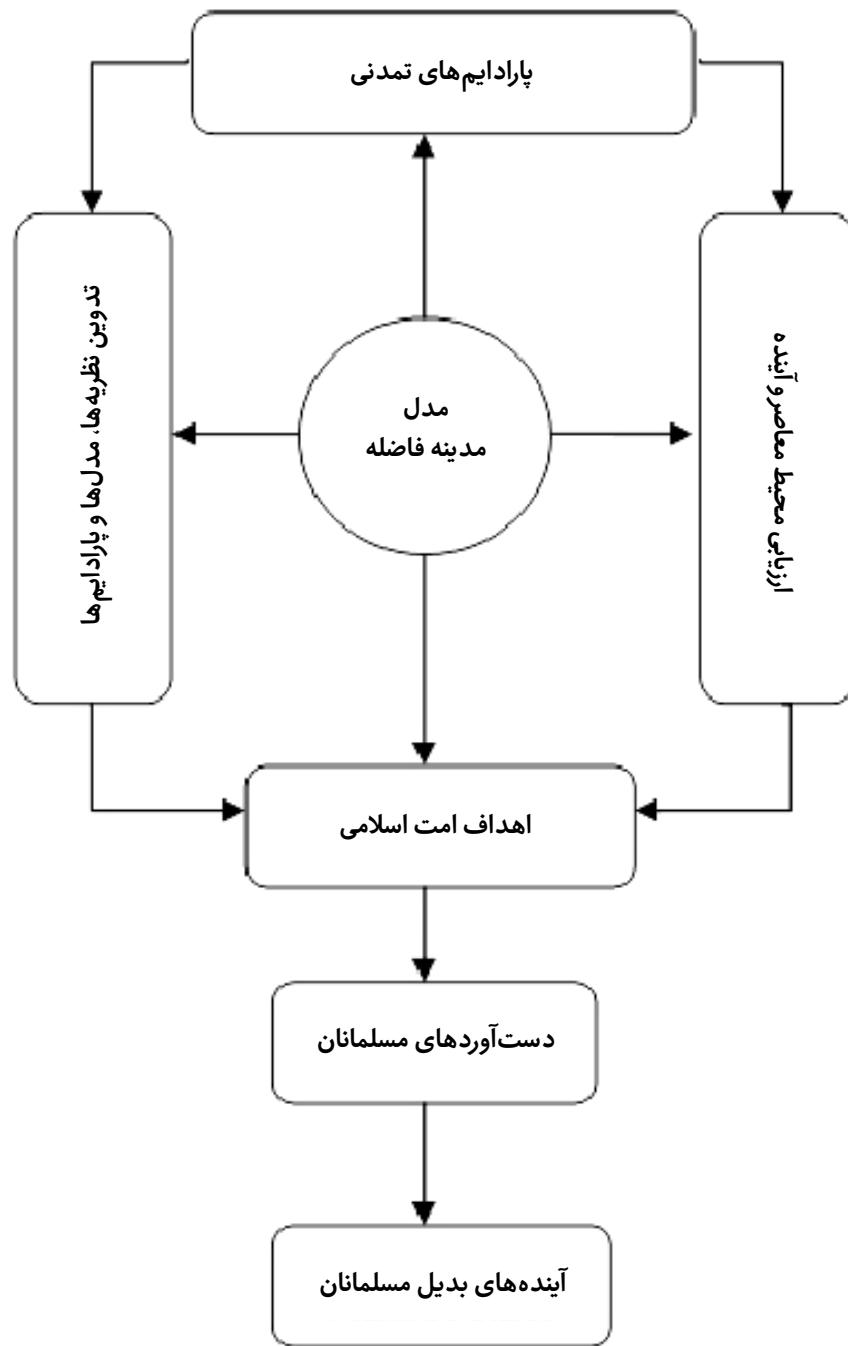 پارادایم‌های تمدنی
ارزیابی محیط معاصر و آینده
مدل
مدینه فاضله
تدوین نظریه‌ها، مدل‌ها و پارادایم‌ها
اهداف امت اسلامی
دست‌آوردهای مسلمانان
آینده‌های بدیل مسلمانان